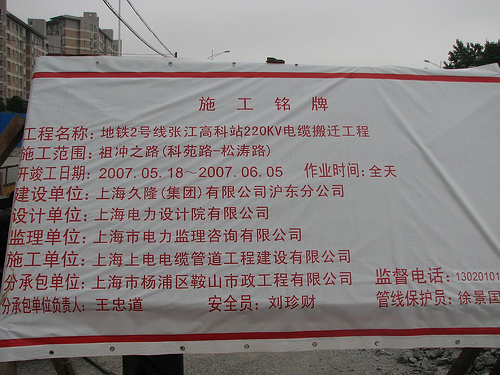 施工铭牌
工程名称: 地铁2号线张江高科站220KV电缆搬迁工程
施工范围: 祖冲之路(科苑路-松涛路)
开竣工日期: 2007.05.18~2007.06.05 作业时间: 全天
建设单位: 上海久隆(集团)有限公司沪东分公司
设计单位: 上海电力设计院有限公司
监理单位: 上海市电力监理咨询有限公司
施工单位: 上海上电电缆管道工程建设有限公司
分承包单位: 上海市杨浦区鞍山市政工程有限公司 监督电话: 13020101
分承包单位负责人: 王忠道 安全员: 刘珍财 管线保护员: 徐景国